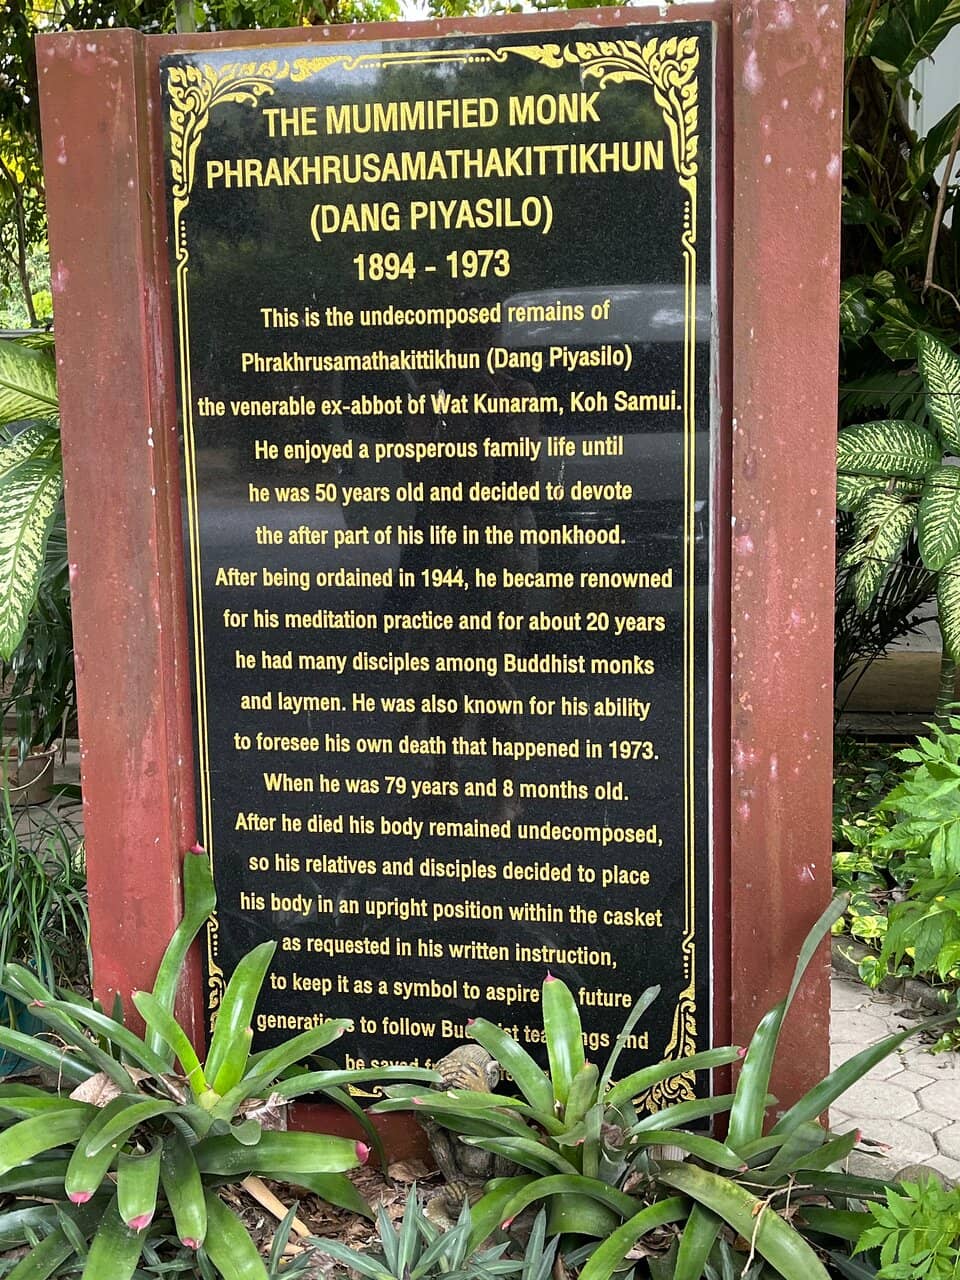 THE MUMMIFIED MONK
PHRAKHRUSAMATHAKITTIKHUN
(DANG PIYASILO)
1894 - 1973
This is the undecomposed remains of
Phrakhrusamathakittikhun (Dang Piyasilo)
the venerable ex-abbot of Wat Kunaram, Koh Samui.
He enjoyed a prosperous family life until
he was 50 years old and decided to devote
the after part of his life in the monkhood.
After being ordained in 1944, he became renowned
for his meditation practice and for about 20 years
he had many disciples among Buddhist monks
and laymen. He was also known for his ability
to foresee his own death that happened in 1973.
When he was 79 years and 8 months old.
After he died his body remained undecomposed,
so his relatives and disciples decided to place
his body in an upright position within the casket
as requested in his written instruction,
to keep it as a symbol to aspire future
generations to follow Buddhist teachings and
be saved